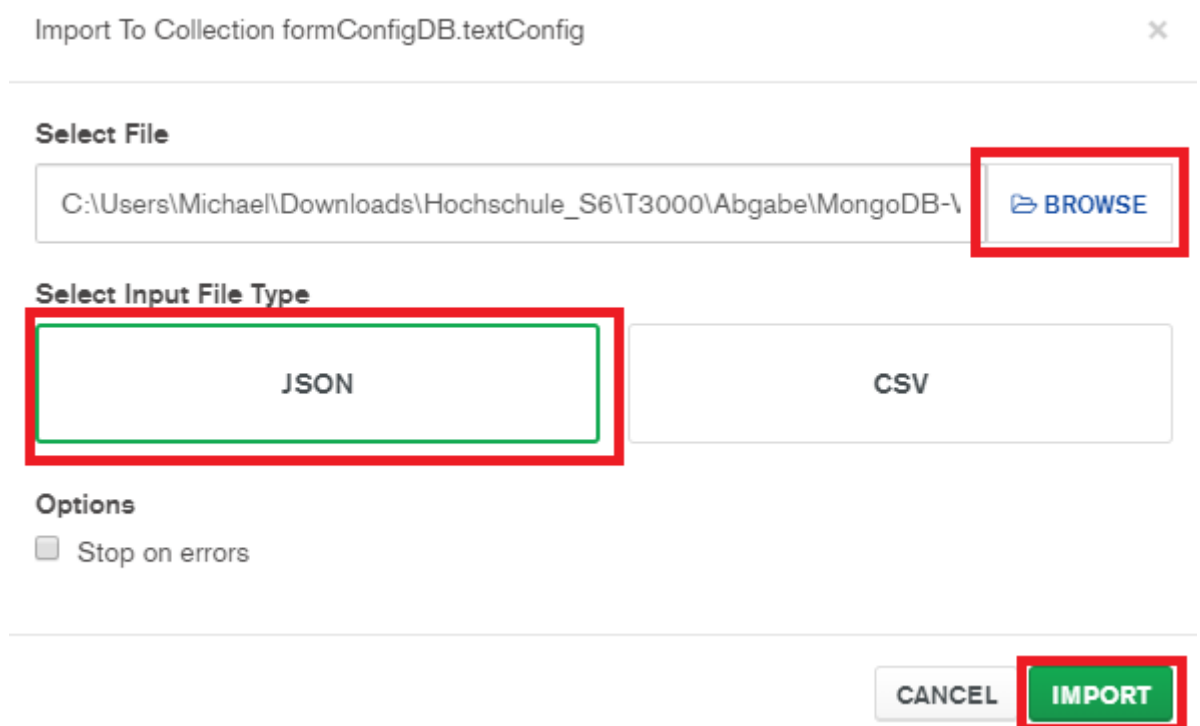 Import To Collection formConfigDB.textConfig
Select File
C:\Users\Michael\Downloads\Hochschule_S6\T3000\Abgabe\MongoDB-\ BROWSE
Select Input File Type
JSON CSV
Options
Stop on errors
CANCEL IMPORT